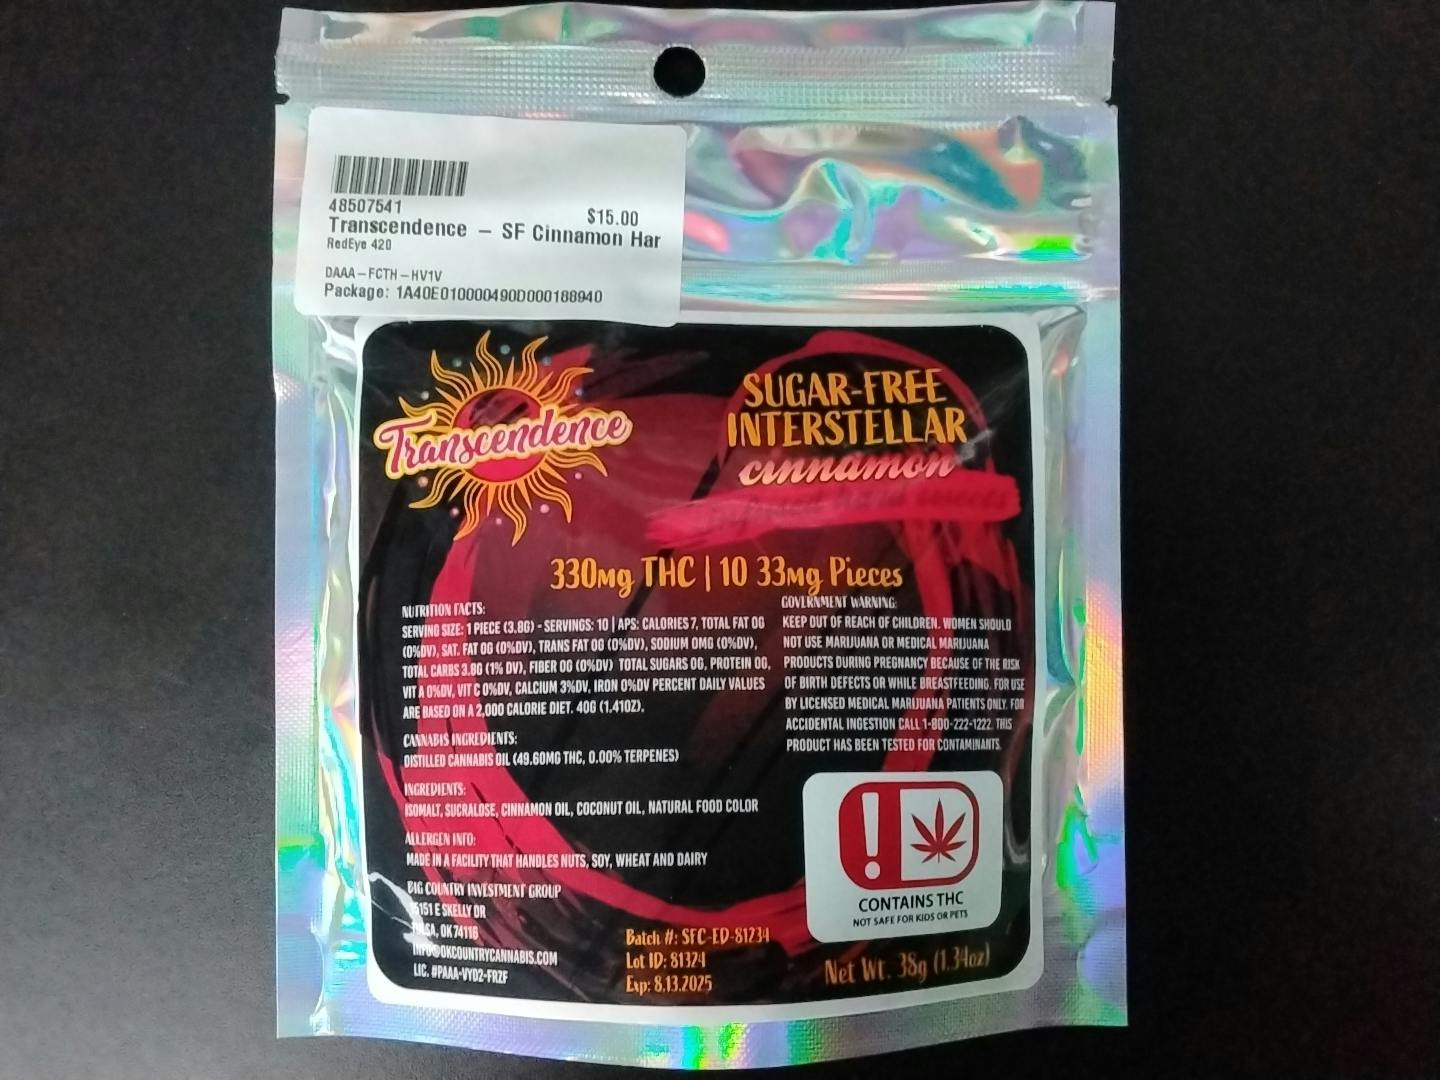 48507541
$15.00
Transcendence – SF Cinnamon Har
RedEye 420
DAAA-FCTH-HV1V
Package: 1A40E010000490D000188940
Transcendence
SUGAR-FREE
INTERSTELLAR
cinnamon
hard sweets
330mg THC | 10 33mg Pieces
NUTRITION FACTS:
SERVING SIZE: 1 PIECE (3.8G) - SERVINGS: 10 | APS: CALORIES 7, TOTAL FAT 0G
(0%DV), SAT. FAT 0G (0%DV), TRANS FAT 0G (0%DV), SODIUM 0MG (0%DV),
TOTAL CARBS 3.8G (1% DV), FIBER 0G (0%DV) TOTAL SUGARS 0G, PROTEIN 0G,
VIT A 0%DV, VIT C 0%DV, CALCIUM 3%DV, IRON 0%DV PERCENT DAILY VALUES
ARE BASED ON A 2,000 CALORIE DIET. 40G (1.41OZ).
CANNABIS INGREDIENTS:
DISTILLED CANNABIS OIL (49.60MG THC, 0.00% TERPENES)
INGREDIENTS:
ISOMALT, SUCRALOSE, CINNAMON OIL, COCONUT OIL, NATURAL FOOD COLOR
ALLERGEN INFO:
MADE IN A FACILITY THAT HANDLES NUTS, SOY, WHEAT AND DAIRY
BIG COUNTRY INVESTMENT GROUP
15151 E SKELLY DR
TULSA, OK 74116
INFO@OKCOUNTRYCANNABIS.COM
LIC. #PAAA-VYD2-FRZF
GOVERNMENT WARNING:
KEEP OUT OF REACH OF CHILDREN. WOMEN SHOULD
NOT USE MARIJUANA OR MEDICAL MARIJUANA
PRODUCTS DURING PREGNANCY BECAUSE OF THE RISK
OF BIRTH DEFECTS OR WHILE BREASTFEEDING. FOR USE
BY LICENSED MEDICAL MARIJUANA PATIENTS ONLY. FOR
ACCIDENTAL INGESTION CALL 1-800-222-1222. THIS
PRODUCT HAS BEEN TESTED FOR CONTAMINANTS.
!
CONTAINS THC
NOT SAFE FOR KIDS OR PETS
Batch #: SFC-ED-81234
Lot ID: 81324
Exp: 8.13.2025
Net Wt. 38g (1.34oz)